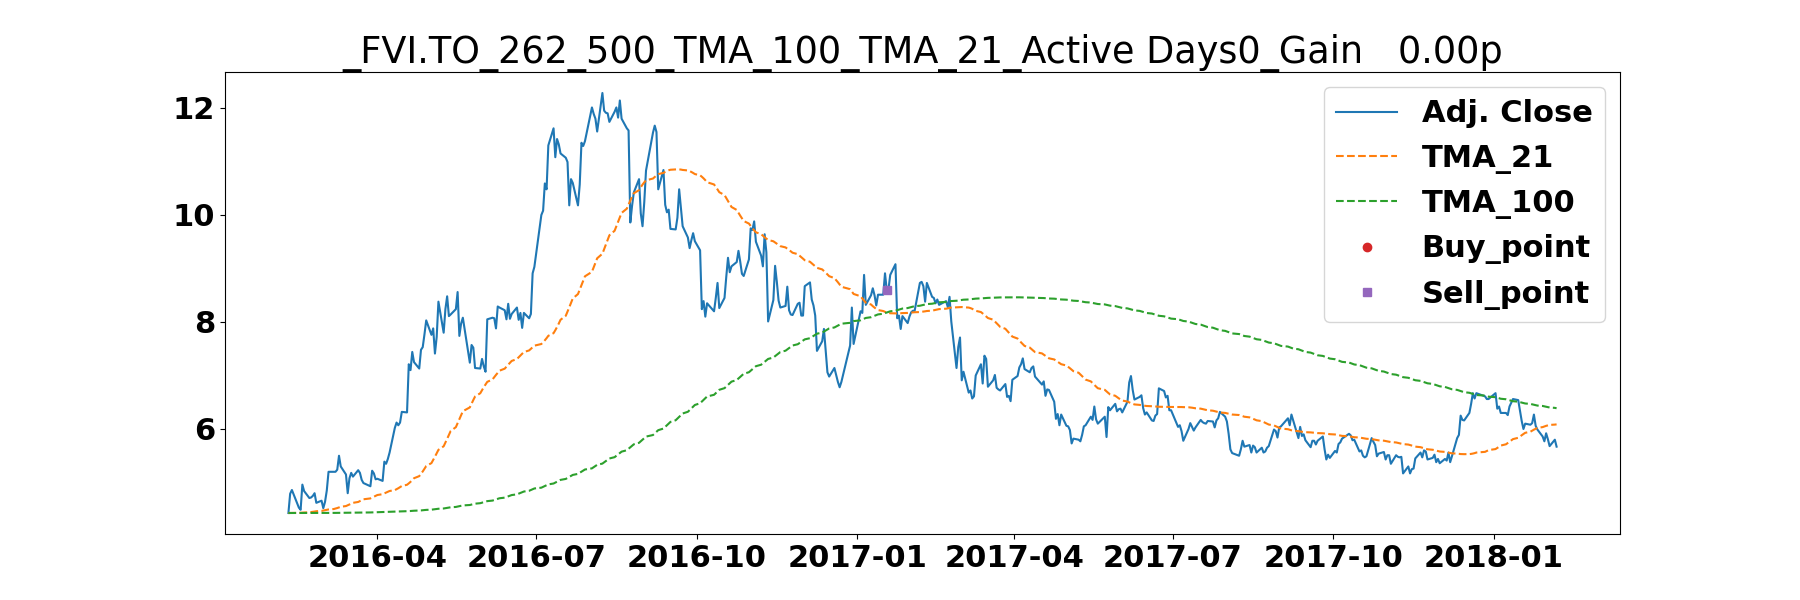 _FVI.TO_262_500_TMA_100_TMA_21_Active Days0_Gain   0.00p
12
10
8
6
Adj. Close
TMA_21
TMA_100
Buy_point
Sell_point
2016-04 2016-07 2016-10 2017-01 2017-04 2017-07 2017-10 2018-01